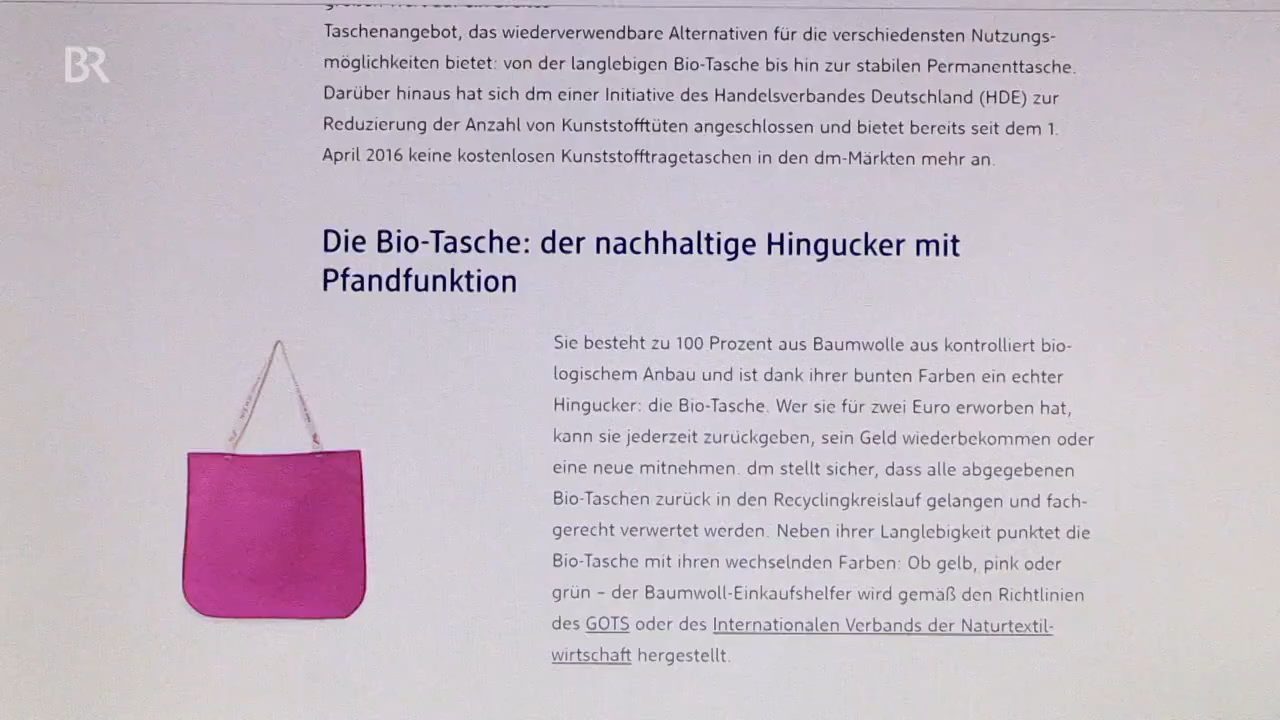 BR
Taschenangebot, das wiederverwendbare Alternativen für die verschiedensten Nutzungs-
möglichkeiten bietet: von der langlebigen Bio-Tasche bis hin zur stabilen Permanenttasche.
Darüber hinaus hat sich dm einer Initiative des Handelsverbandes Deutschland (HDE) zur
Reduzierung der Anzahl von Kunststofftüten angeschlossen und bietet bereits seit dem 1.
April 2016 keine kostenlosen Kunststofftragetaschen in den dm-Märkten mehr an.
Die Bio-Tasche: der nachhaltige Hingucker mit
Pfandfunktion
Sie besteht zu 100 Prozent aus Baumwolle aus kontrolliert bio-
logischem Anbau und ist dank ihrer bunten Farben ein echter
Hingucker: die Bio-Tasche. Wer sie für zwei Euro erworben hat,
kann sie jederzeit zurückgeben, sein Geld wiederbekommen oder
eine neue mitnehmen. dm stellt sicher, dass alle abgegebenen
Bio-Taschen zurück in den Recyclingkreislauf gelangen und fach-
gerecht verwertet werden. Neben ihrer Langlebigkeit punktet die
Bio-Tasche mit ihren wechselnden Farben: Ob gelb, pink oder
grün – der Baumwoll-Einkaufshelfer wird gemäß den Richtlinien
des GOTS oder des Internationalen Verbands der Naturtextil-
wirtschaft hergestellt.